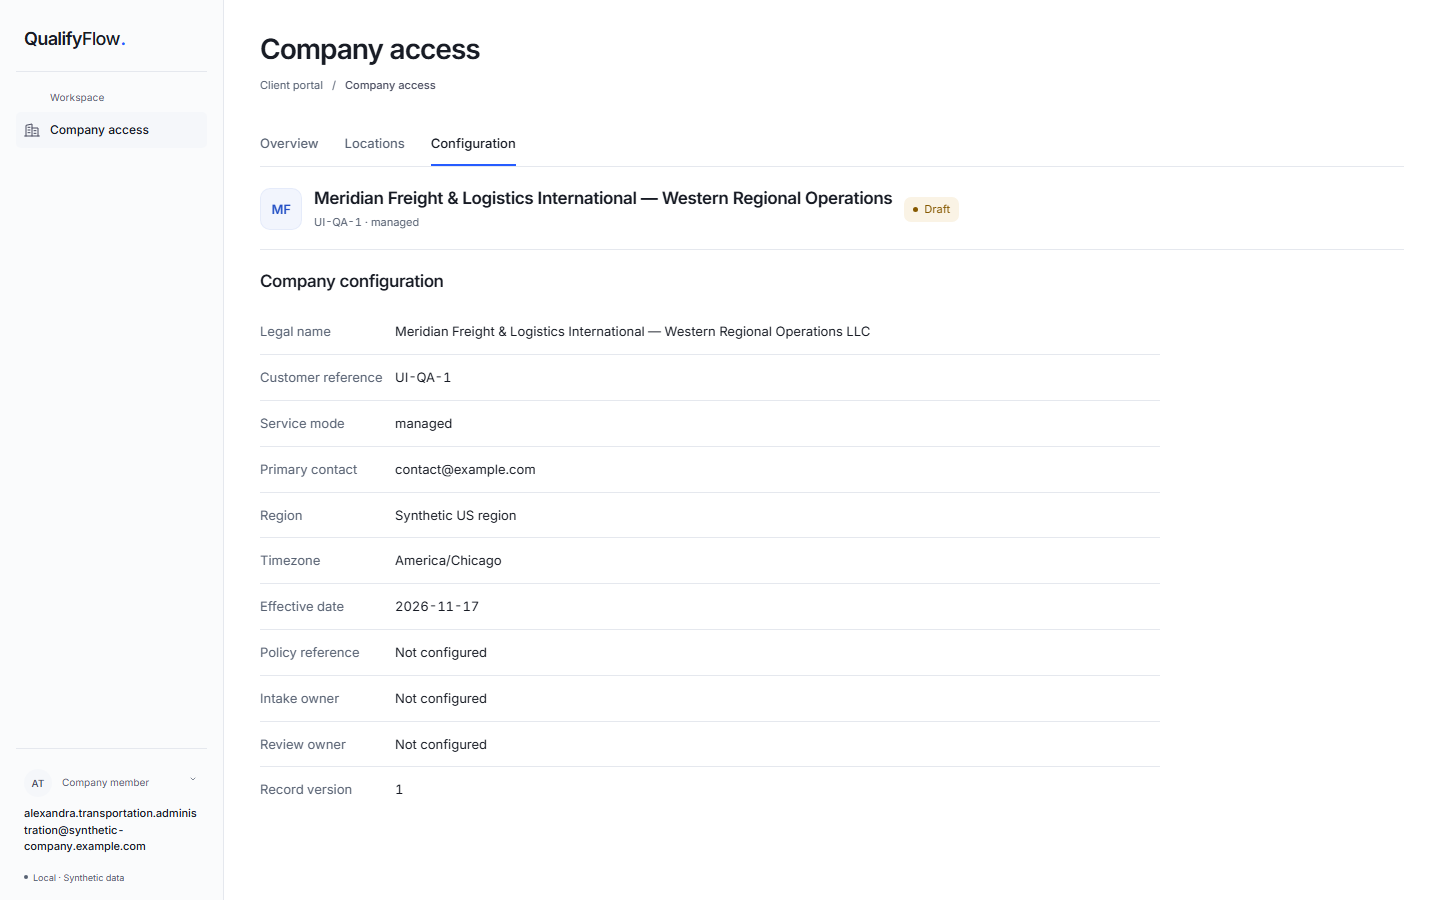 QualifyFlow.
Workspace
Company access
AT
Company member
alexandra.transportation.adminis
tration@synthetic-
company.example.com
Local · Synthetic data
Company access
Client portal / Company access
Overview Locations Configuration
MF
Meridian Freight & Logistics International — Western Regional Operations
Draft
UI-QA-1 · managed
Company configuration
Legal name Meridian Freight & Logistics International — Western Regional Operations LLC
Customer reference UI-QA-1
Service mode managed
Primary contact contact@example.com
Region Synthetic US region
Timezone America/Chicago
Effective date 2026-11-17
Policy reference Not configured
Intake owner Not configured
Review owner Not configured
Record version 1